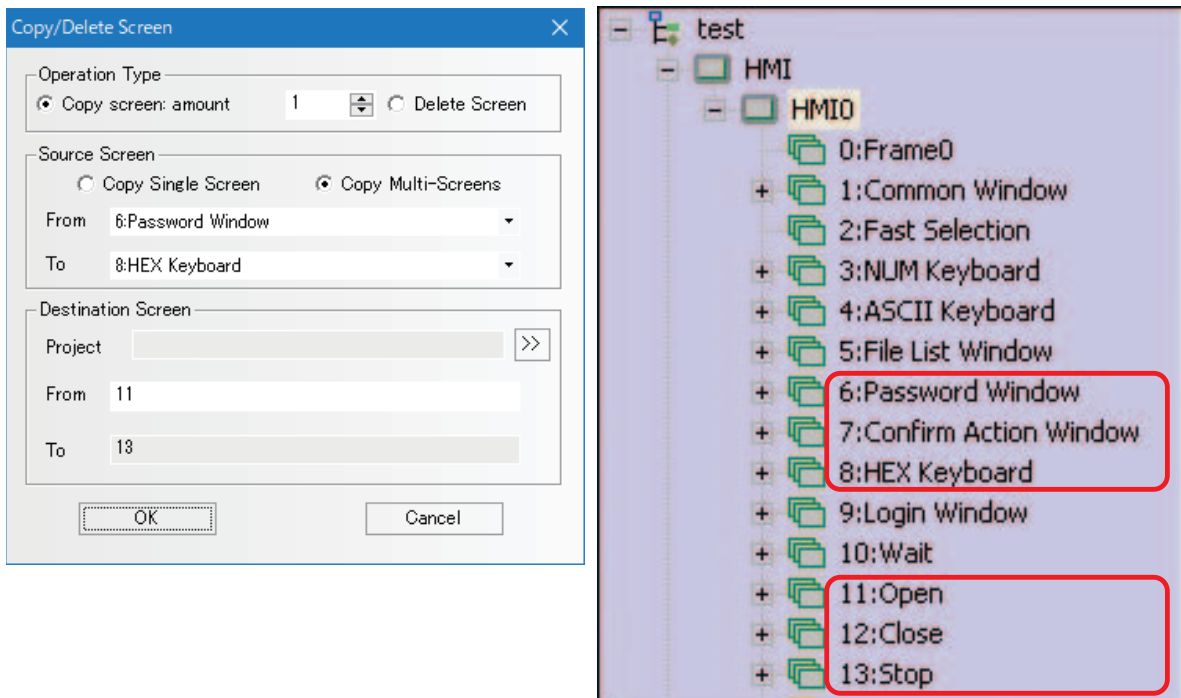 Copy/Delete Screen
Operation Type
Copy screen: amount 1 Delete Screen
Source Screen
Copy Single Screen Copy Multi-Screens
From 6:Password Window
To 8:HEX Keyboard
Destination Screen
Project >>
From 11
To 13
OK Cancel
test
HMI
HMI0
0:Frame0
1:Common Window
2:Fast Selection
3:NUM Keyboard
4:ASCII Keyboard
5:File List Window
6:Password Window
7:Confirm Action Window
8:HEX Keyboard
9:Login Window
10:Wait
11:Open
12:Close
13:Stop